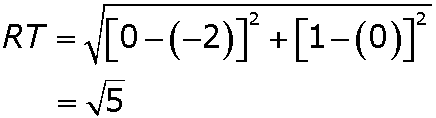 RT = √[0−(−2)]² + [1−(0)]²
= √5